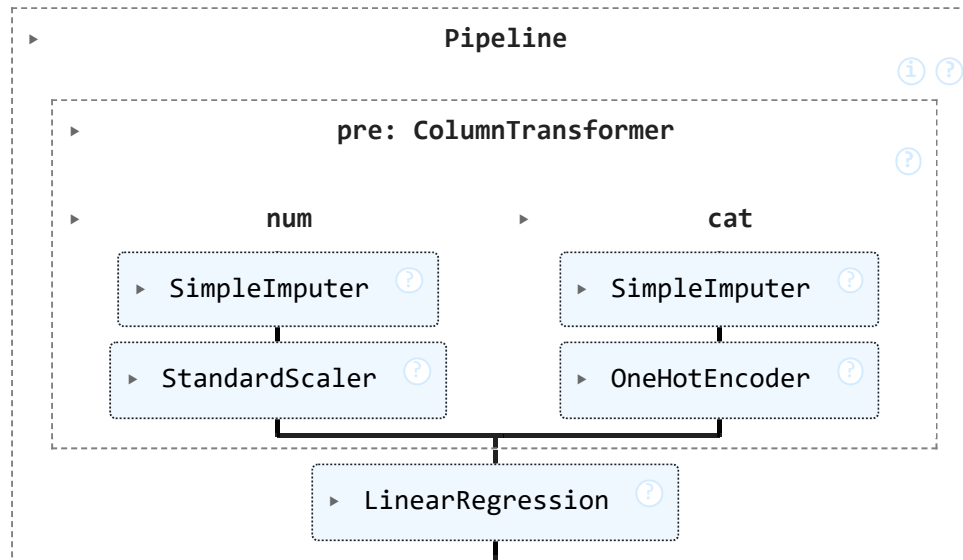 Pipeline
i ?
pre: ColumnTransformer
?
num cat
SimpleImputer ? SimpleImputer ?
StandardScaler ? OneHotEncoder ?
LinearRegression ?